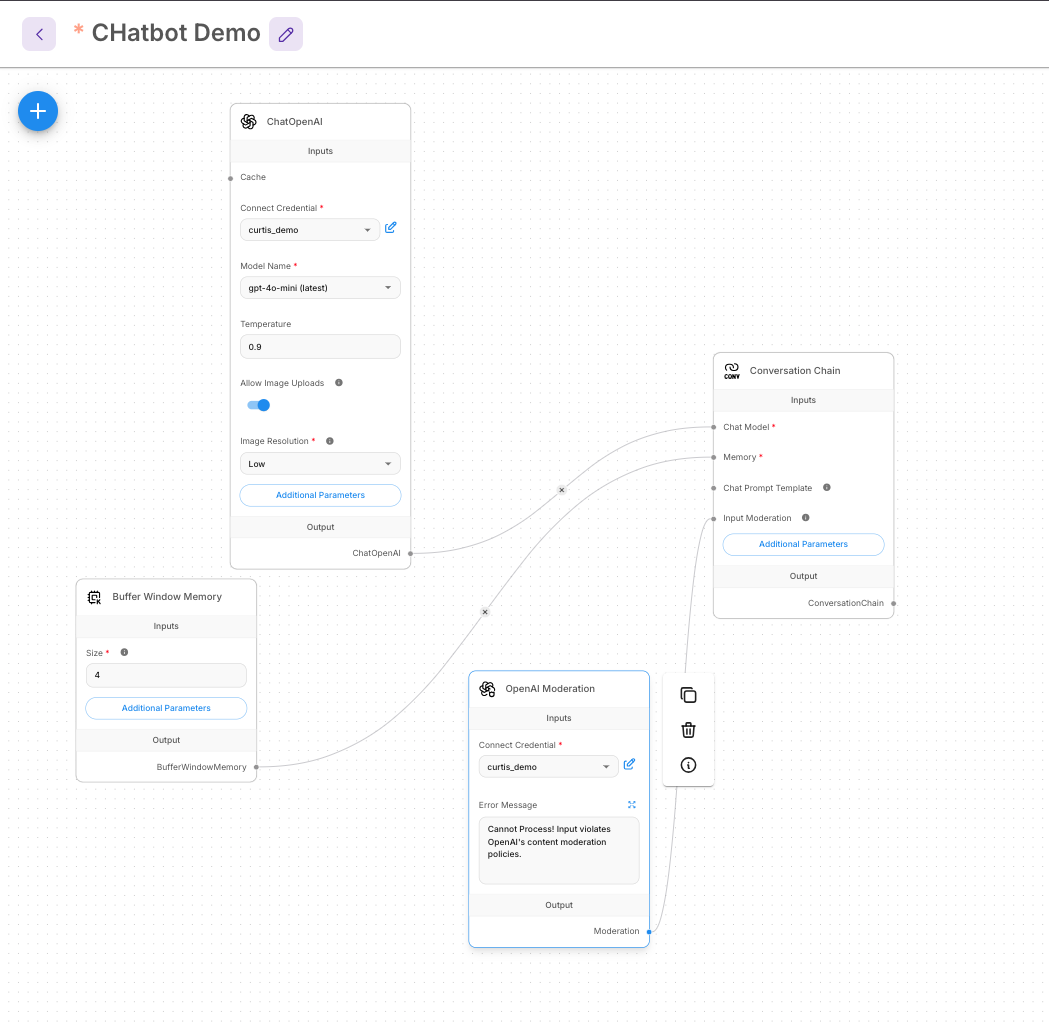 * CHatbot Demo
ChatOpenAI
Inputs
Cache
Connect Credential *
curtis_demo
Model Name *
gpt-4o-mini (latest)
Temperature
0.9
Allow Image Uploads
Image Resolution *
Low
Additional Parameters
Output
ChatOpenAI
Buffer Window Memory
Inputs
Size *
4
Additional Parameters
Output
BufferWindowMemory
CONV
Conversation Chain
Inputs
Chat Model *
Memory *
Chat Prompt Template
Input Moderation
Additional Parameters
Output
ConversationChain
OpenAI Moderation
Inputs
Connect Credential *
curtis_demo
Error Message
Cannot Process! Input violates
OpenAI's content moderation
policies.
Output
Moderation